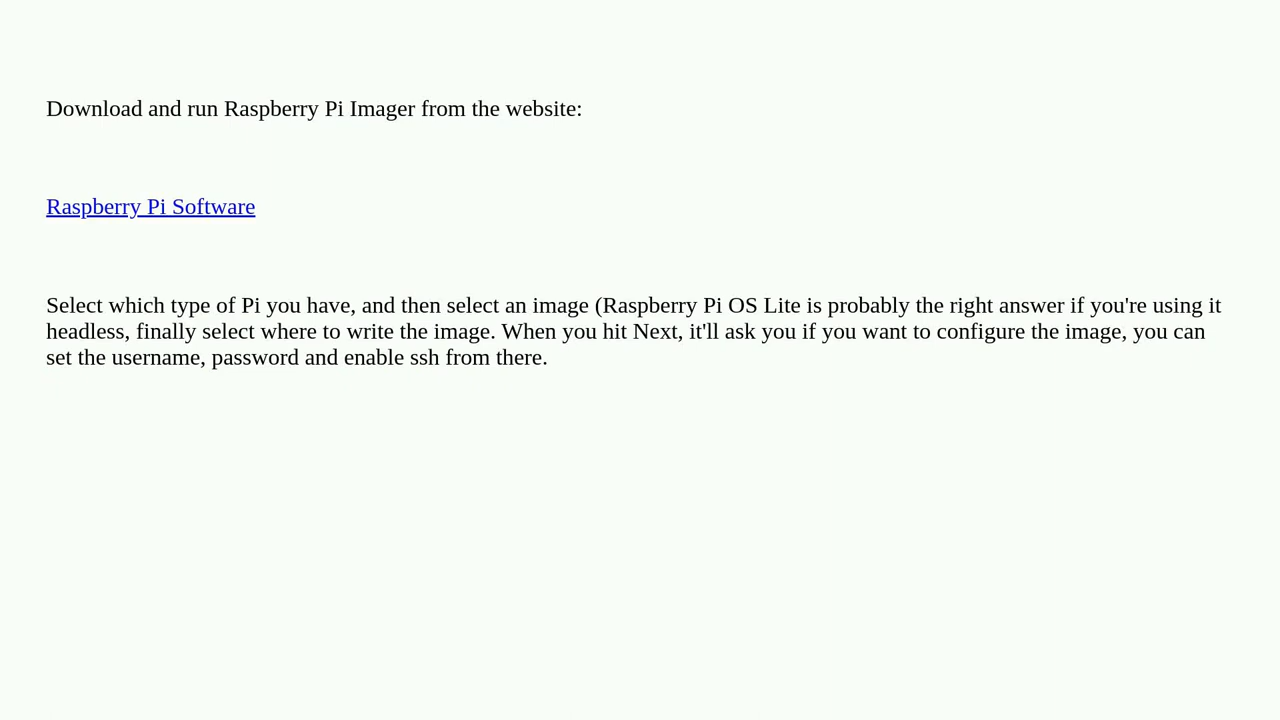 Download and run Raspberry Pi Imager from the website:
Raspberry Pi Software
Select which type of Pi you have, and then select an image (Raspberry Pi OS Lite is probably the right answer if you're using it
headless, finally select where to write the image. When you hit Next, it'll ask you if you want to configure the image, you can
set the username, password and enable ssh from there.